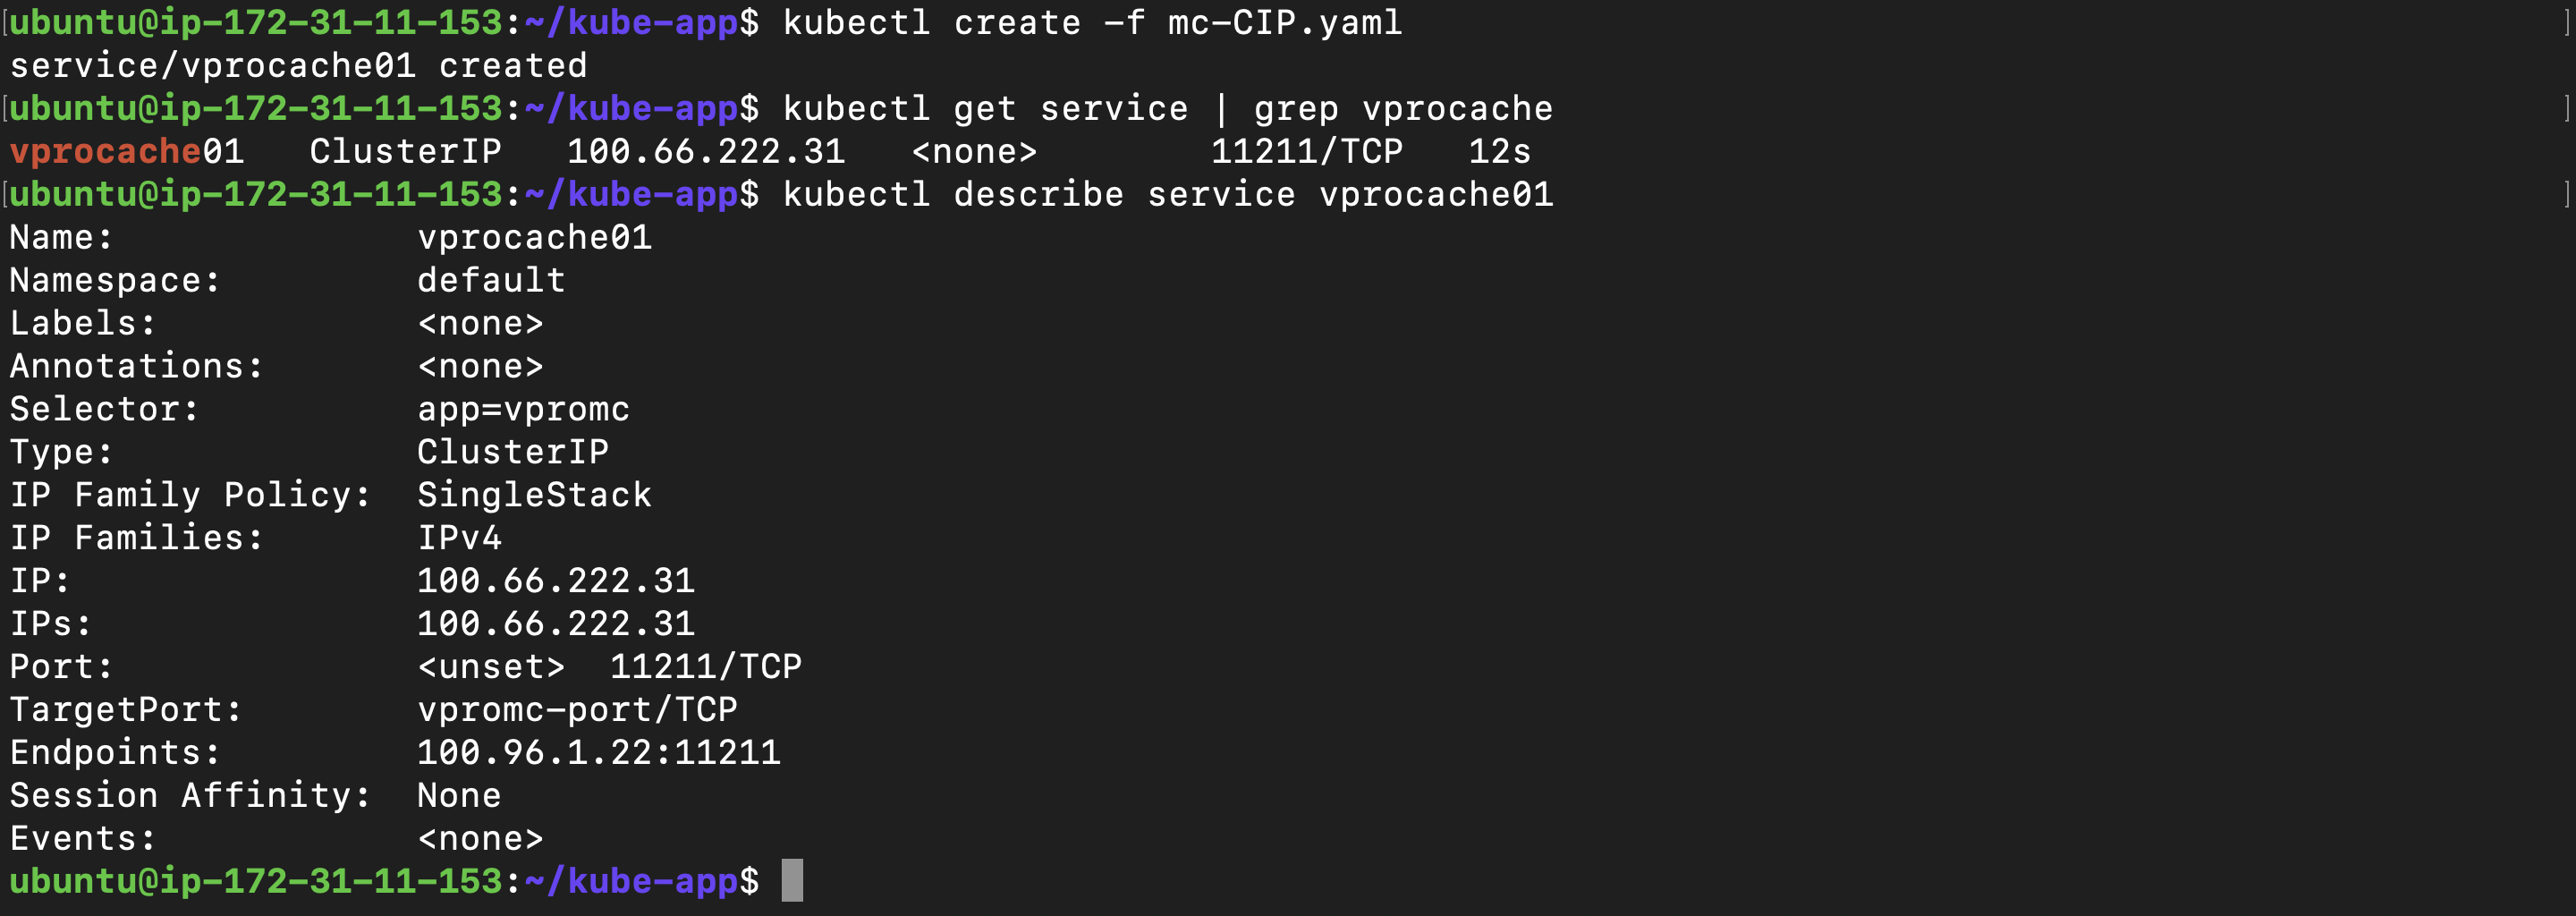 [ubuntu@ip-172-31-11-153:~/kube-app$ kubectl create -f mc-CIP.yaml ]
service/vprocache01 created
[ubuntu@ip-172-31-11-153:~/kube-app$ kubectl get service | grep vprocache ]
vprocache01   ClusterIP   100.66.222.31   <none>        11211/TCP   12s
[ubuntu@ip-172-31-11-153:~/kube-app$ kubectl describe service vprocache01 ]
Name:              vprocache01
Namespace:         default
Labels:            <none>
Annotations:       <none>
Selector:          app=vpromc
Type:              ClusterIP
IP Family Policy:  SingleStack
IP Families:       IPv4
IP:                100.66.222.31
IPs:               100.66.222.31
Port:              <unset>  11211/TCP
TargetPort:        vpromc-port/TCP
Endpoints:         100.96.1.22:11211
Session Affinity:  None
Events:            <none>
ubuntu@ip-172-31-11-153:~/kube-app$